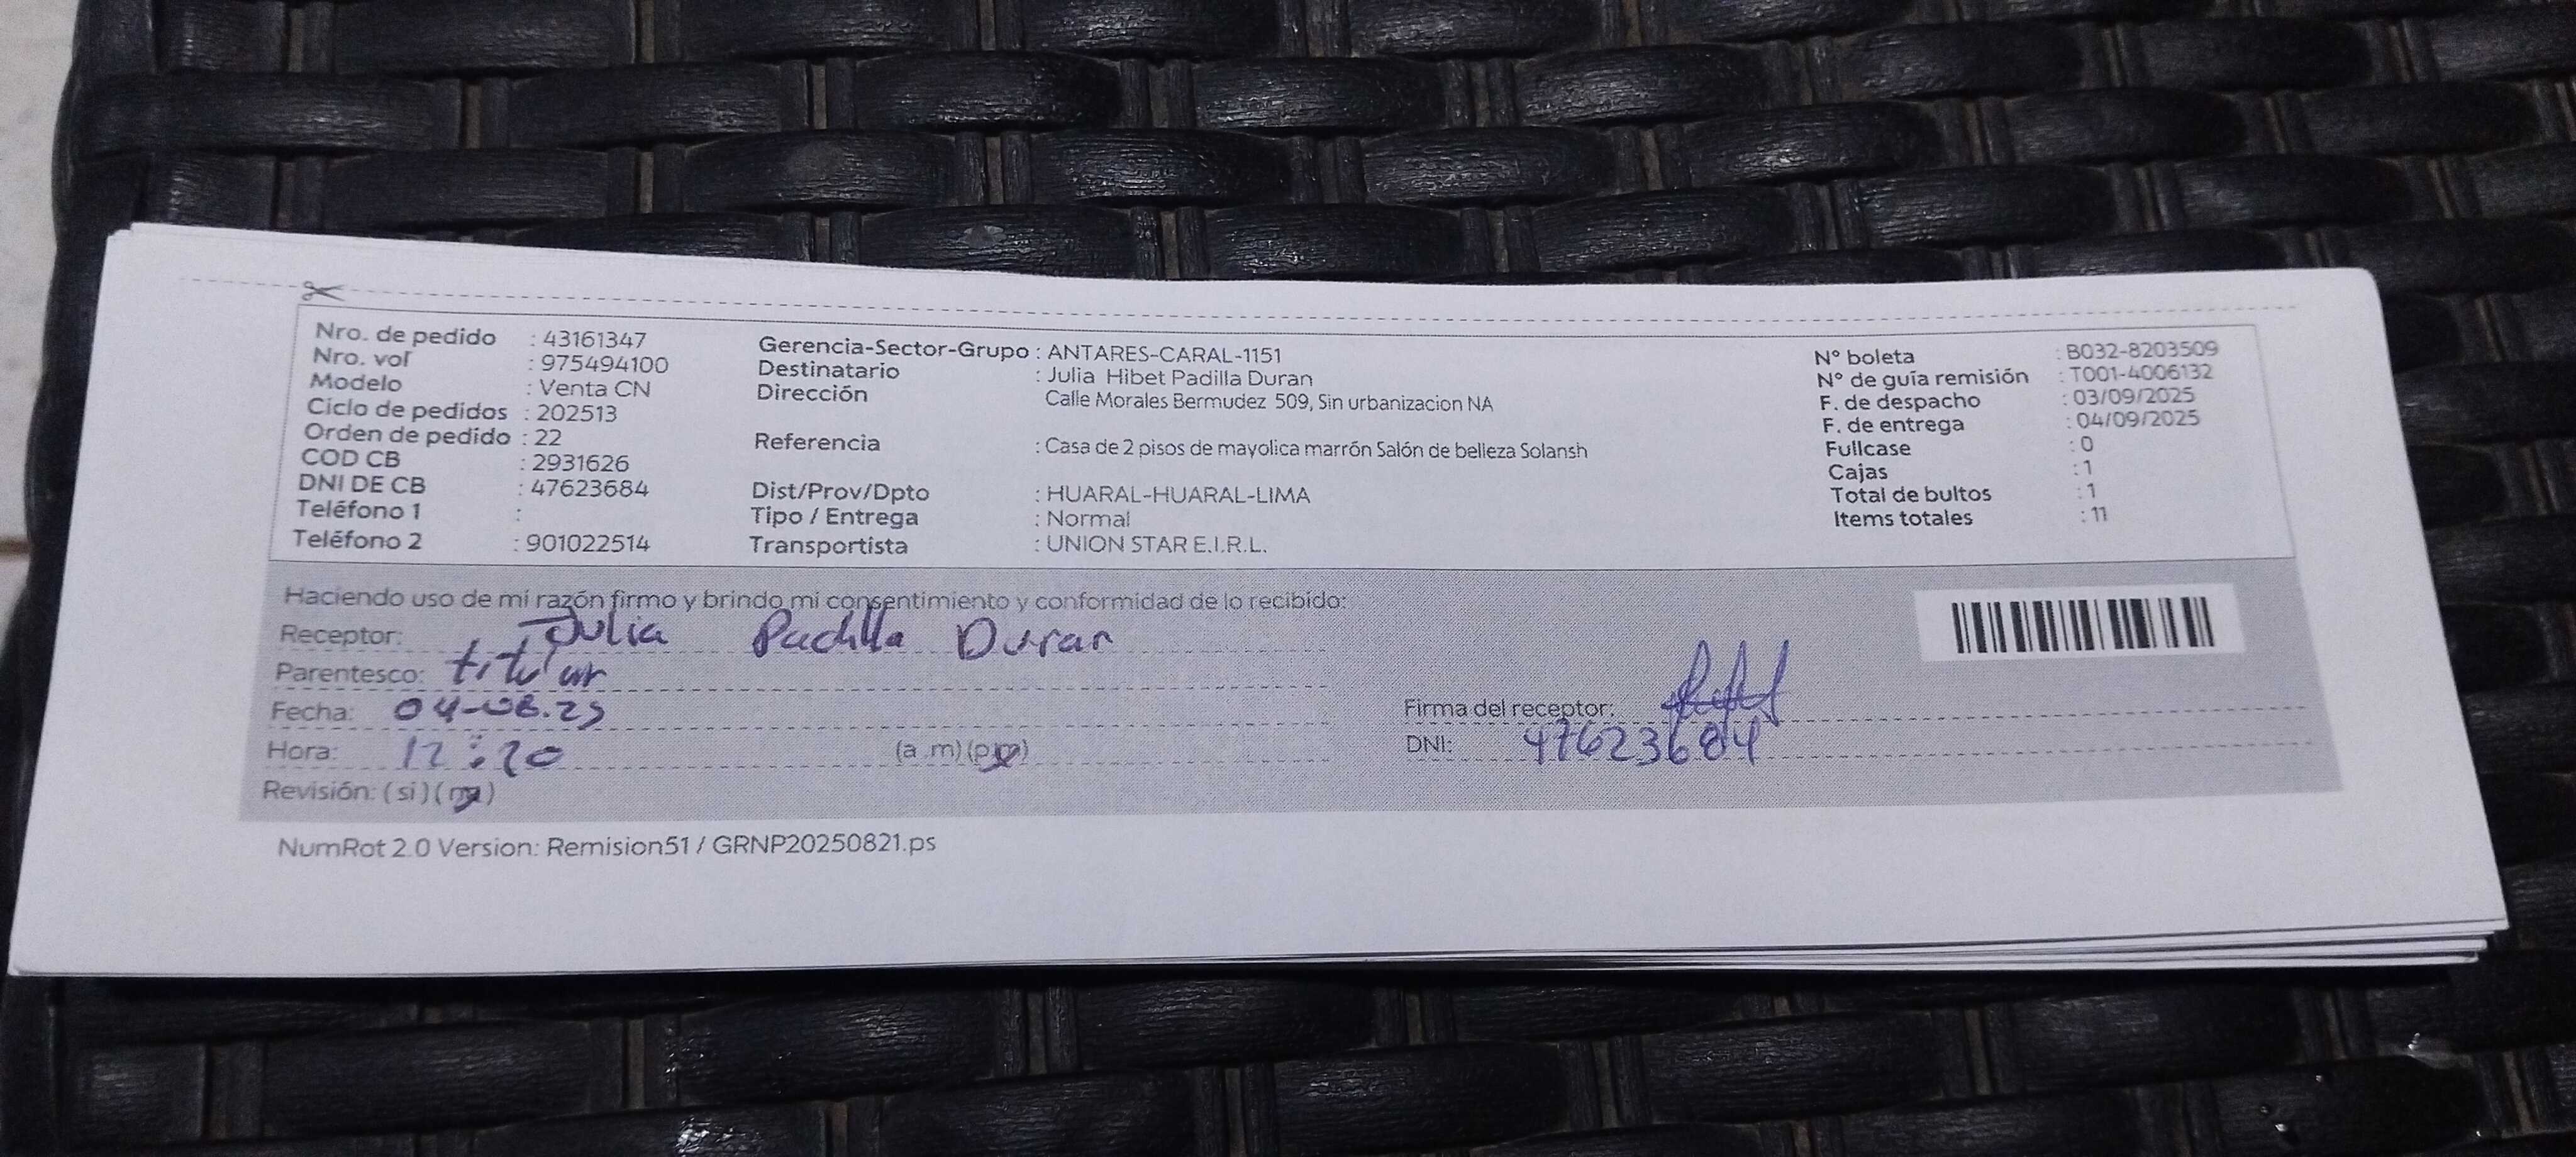 Nro. de pedido : 43161347
Nro. vol : 975494100
Modelo : Venta CN
Ciclo de pedidos : 202513
Orden de pedido : 22
COD CB : 2931626
DNI DE CB : 47623684
Teléfono 1 :
Teléfono 2 : 901022514
Gerencia-Sector-Grupo : ANTARES-CARAL-1151
Destinatario : Julia Hibet Padilla Duran
Dirección Calle Morales Bermudez 509, Sin urbanizacion NA
Referencia : Casa de 2 pisos de mayolica marrón Salón de belleza Solansh
Dist/Prov/Dpto : HUARAL-HUARAL-LIMA
Tipo / Entrega : Normal
Transportista : UNION STAR E.I.R.L.
N° boleta : B032-8203509
N° de guía remisión : T001-4006132
F. de despacho : 03/09/2025
F. de entrega : 04/09/2025
Fullcase : 0
Cajas : 1
Total de bultos : 1
Items totales : 11
Haciendo uso de mi razón firmo y brindo mi consentimiento y conformidad de lo recibido:
Receptor: Julia Padilla Duran
Parentesco: titular
Fecha:
Hora:
(a .m) (p
Revisión: (si) (
Firma del receptor:
DNI: 47623684
NumRot 2.0 Version: Remision51 / GRNP20250821.ps